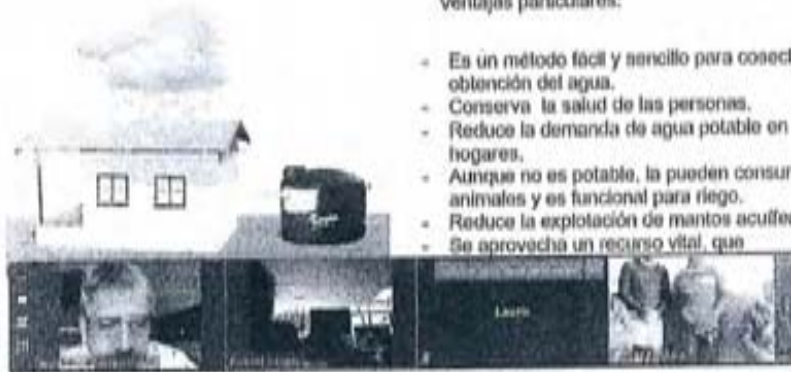 ventajas particulares.
- Es un método fácil y sencillo para cosech
obtención del agua.
- Conserva la salud de las personas.
- Reduce la demanda de agua potable en
hogares.
- Aunque no es potable, la pueden consum
animales y es funcional para riego.
- Reduce la explotación de mantos acuífe
- Se aprovecha un recurso vital, que
Laura